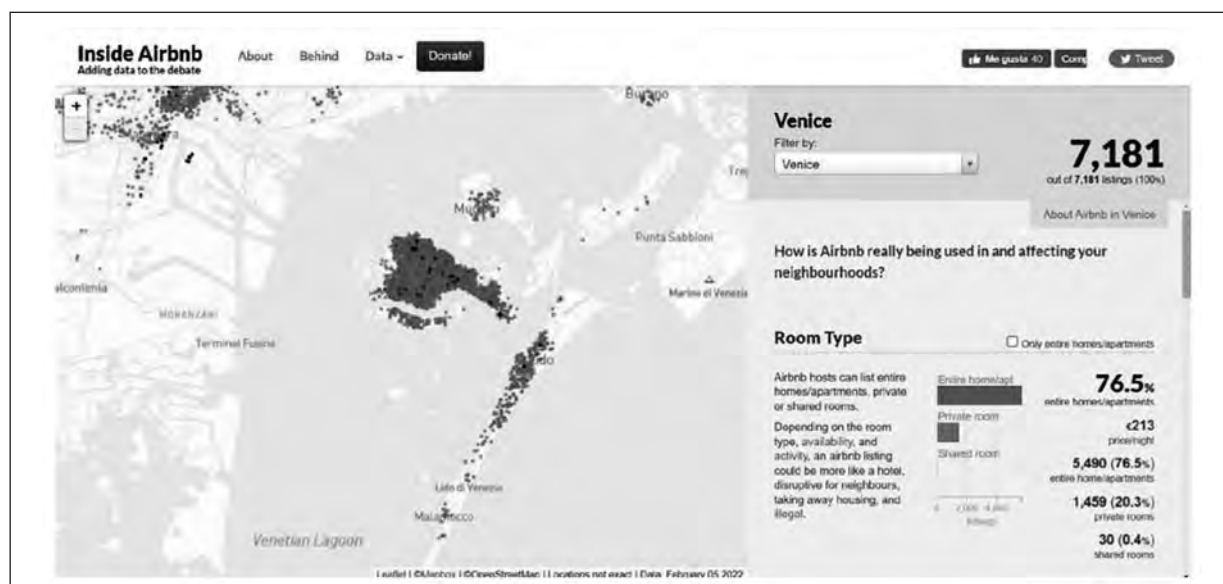 Inside Airbnb
Adding data to the debate
About Behind Data Donate!
Me gusta 40
Tweet
+
Burano
Murano
Punta Sabbioni
Marina di Venezia
Terminal Fusina
Lido di Venezia
Malamocco
Venetian Lagoon
Leaflet | ©Mapbox | ©OpenStreetMap | Locations not exact | Data: February 05 2022
Venice
Filter by:
Venice
7,181
out of 7,181 listings (100%)
About Airbnb in Venice
How is Airbnb really being used in and affecting your
neighbourhoods?
Room Type
Only entire homes/apartments
Airbnb hosts can list entire
homes/apartments, private
or shared rooms.
Depending on the room
type, availability, and
activity, an airbnb listing
could be more like a hotel,
disruptive for neighbours,
taking away housing, and
illegal.
Entire home/apt
Private room
Shared room
listings
76.5%
entire homes/apartments
€213
price/night
5,490 (76.5%)
entire home/apartments
1,459 (20.3%)
private rooms
30 (0.4%)
shared rooms